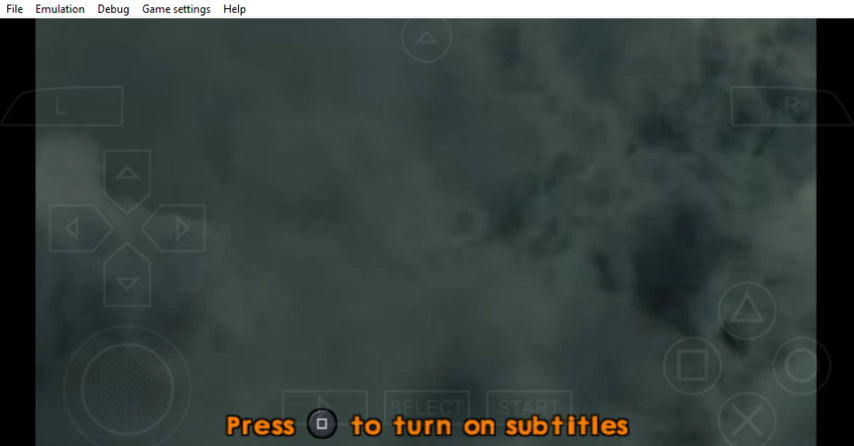 File Emulation Debug Game settings Help
L R
SELECT START
Press to turn on subtitles